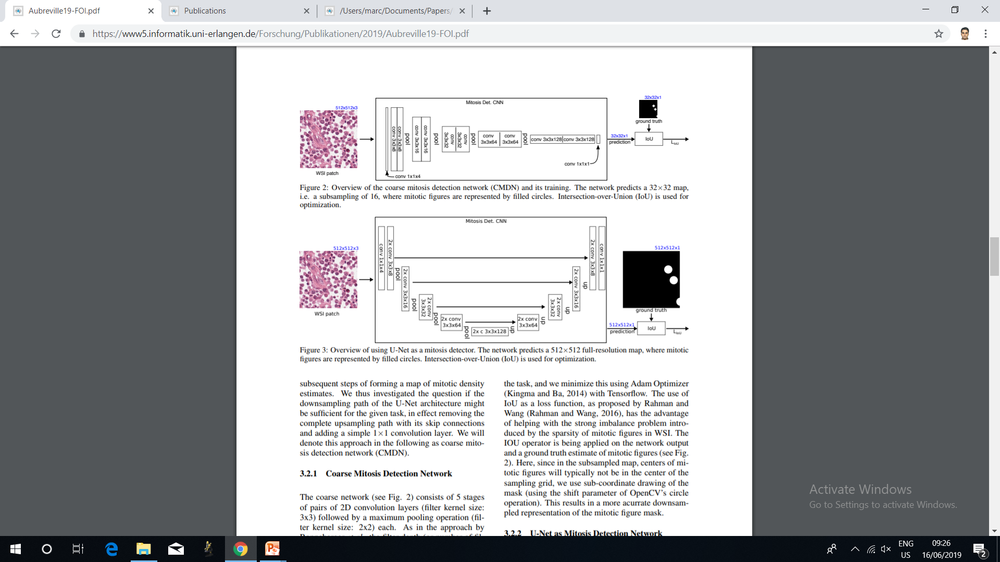 Aubreville19-FOI.pdf
Publications
/Users/marc/Documents/Papers/
https://www5.informatik.uni-erlangen.de/Forschung/Publikationen/2019/Aubreville19-FOI.pdf
Mitosis Det. CNN
512x512x3
WSI patch
conv 1x1x4
conv 3x3x8
conv 3x3x8
pool
conv 3x3x16
conv 3x3x16
pool
conv 3x3x32
conv 3x3x32
pool
conv 3x3x64
conv 3x3x64
pool
conv 3x3x128
conv 3x3x128
conv 1x1x1
32x32x1
prediction
32x32x1
ground truth
IoU
LIoU
Figure 2: Overview of the coarse mitosis detection network (CMDN) and its training. The network predicts a 32×32 map,
i.e. a subsampling of 16, where mitotic figures are represented by filled circles. Intersection-over-Union (IoU) is used for
optimization.
Mitosis Det. CNN
512x512x3
WSI patch
conv 1x1x4
2x conv 3x3x8
pool
2x conv 3x3x16
pool
2x conv
3x3x32
pool
2x conv
3x3x64
pool
2x c 3x3x128
up
2x conv
3x3x64
up
2x conv
3x3x32
up
2x conv 3x3x16
up
2x conv 3x3x8
conv 1x1x1
512x512x1
ground truth
512x512x1
prediction
IoU
LIoU
Figure 3: Overview of using U-Net as a mitosis detector. The network predicts a 512×512 full-resolution map, where mitotic
figures are represented by filled circles. Intersection-over-Union (IoU) is used for optimization.
subsequent steps of forming a map of mitotic density
estimates. We thus investigated the question if the
downsampling path of the U-Net architecture might
be sufficient for the given task, in effect removing the
complete upsampling path with its skip connections
and adding a simple 1×1 convolution layer. We will
denote this approach in the following as coarse mito-
sis detection network (CMDN).
3.2.1 Coarse Mitosis Detection Network
The coarse network (see Fig. 2) consists of 5 stages
of pairs of 2D convolution layers (filter kernel size:
3x3) followed by a maximum pooling operation (fil-
ter kernel size: 2x2) each. As in the approach by
the task, and we minimize this using Adam Optimizer
(Kingma and Ba, 2014) with Tensorflow. The use of
IoU as a loss function, as proposed by Rahman and
Wang (Rahman and Wang, 2016), has the advantage
of helping with the strong imbalance problem intro-
duced by the sparsity of mitotic figures in WSI. The
IOU operator is being applied on the network output
and a ground truth estimate of mitotic figures (see Fig.
2). Here, since in the subsampled map, centers of mi-
totic figures will typically not be in the center of the
sampling grid, we use sub-coordinate drawing of the
mask (using the shift parameter of OpenCV's circle
operation). This results in a more acurrate downsam-
pled representation of the mitotic figure mask.
3.2.2 U-Net as Mitosis Detection Network
Activate Windows
Go to Settings to activate Windows.
ENG
US
09:26
16/06/2019
2